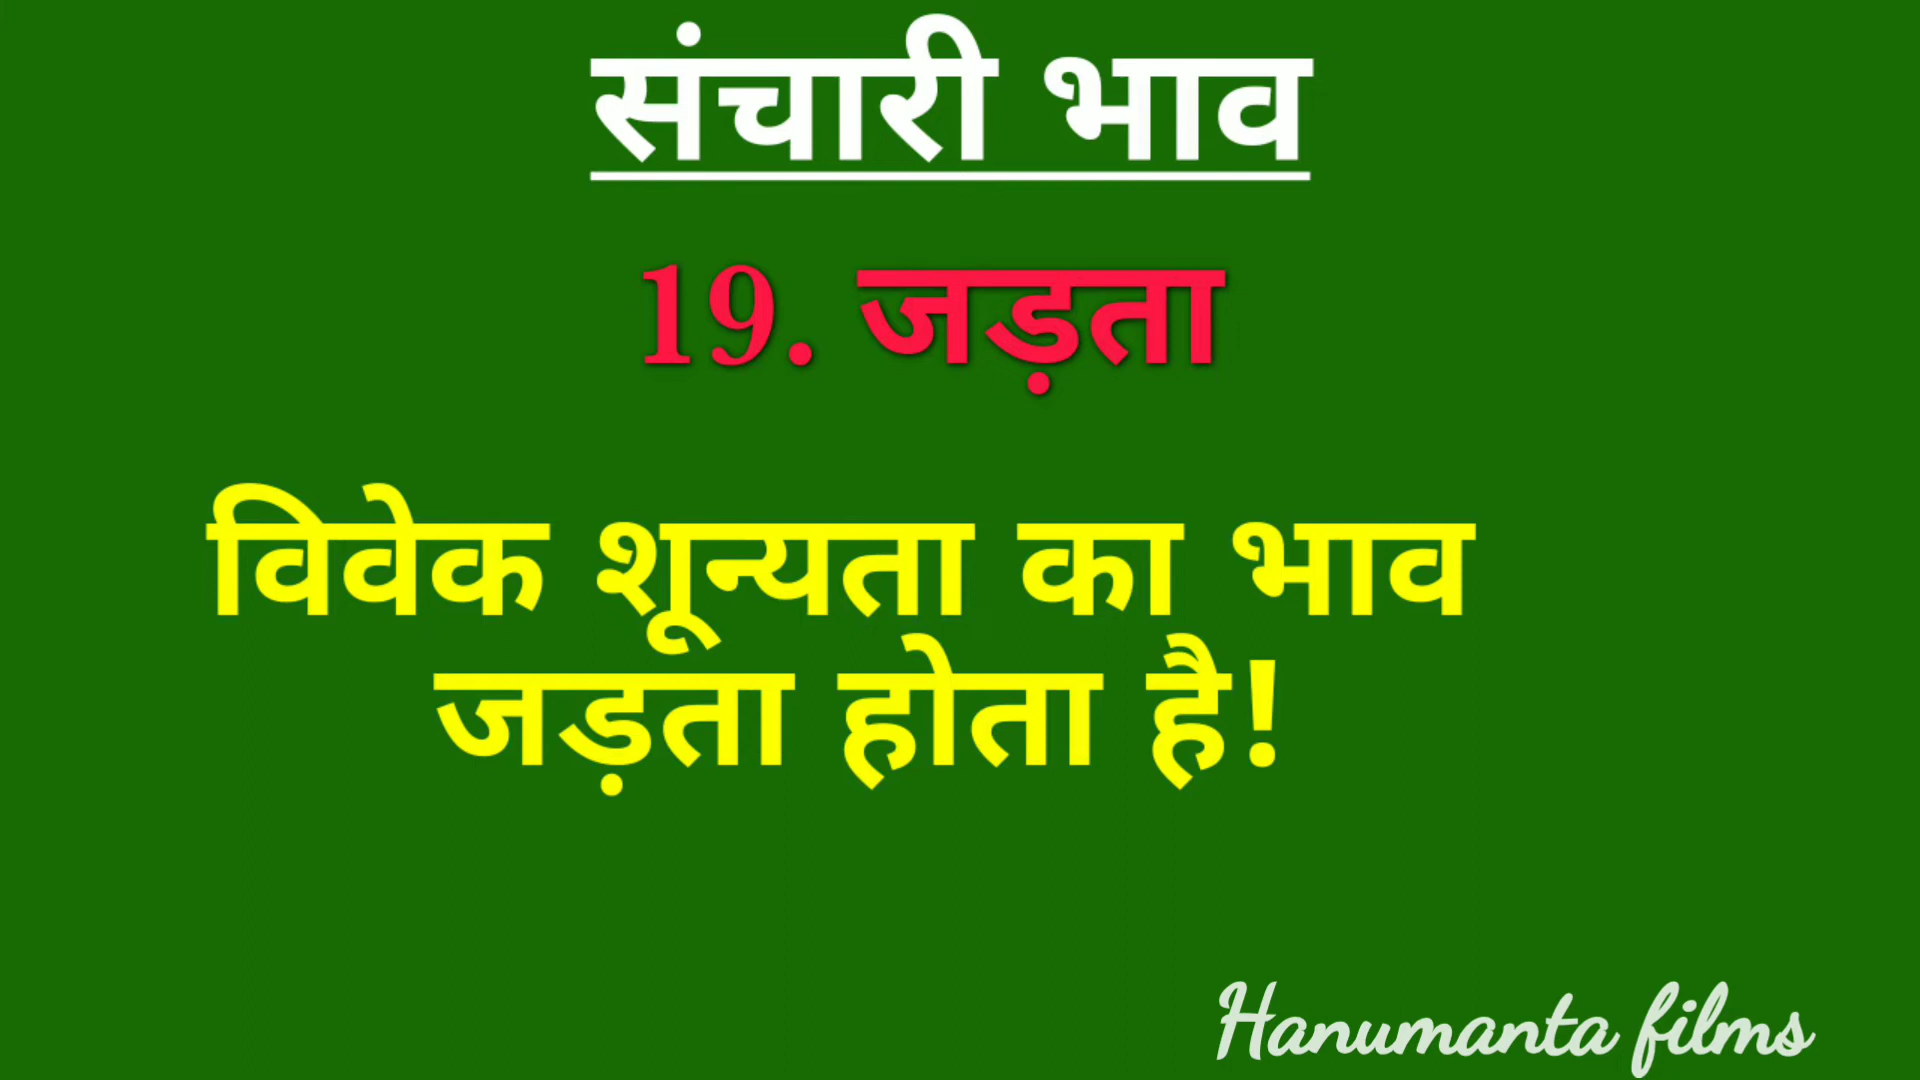 संचारी भाव
19. जड़ता
विवेक शून्यता का भाव
जड़ता होता है!
Hanumanta films